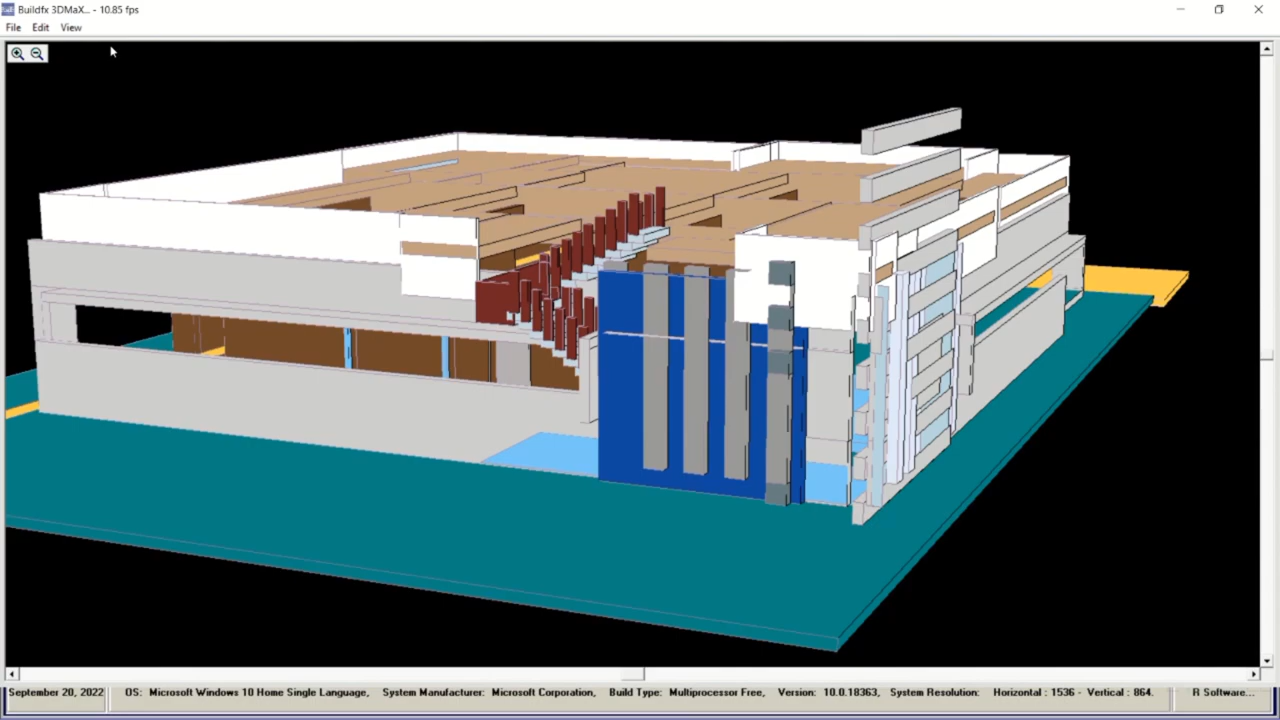 Buildfx 3DMaX... - 10.85 fps
File Edit View
September 20, 2022 OS: Microsoft Windows 10 Home Single Language, System Manufacturer: Microsoft Corporation, Build Type: Multiprocessor Free, Version: 10.0.18363, System Resolution: Horizontal : 1536 - Vertical : 864. R Software...